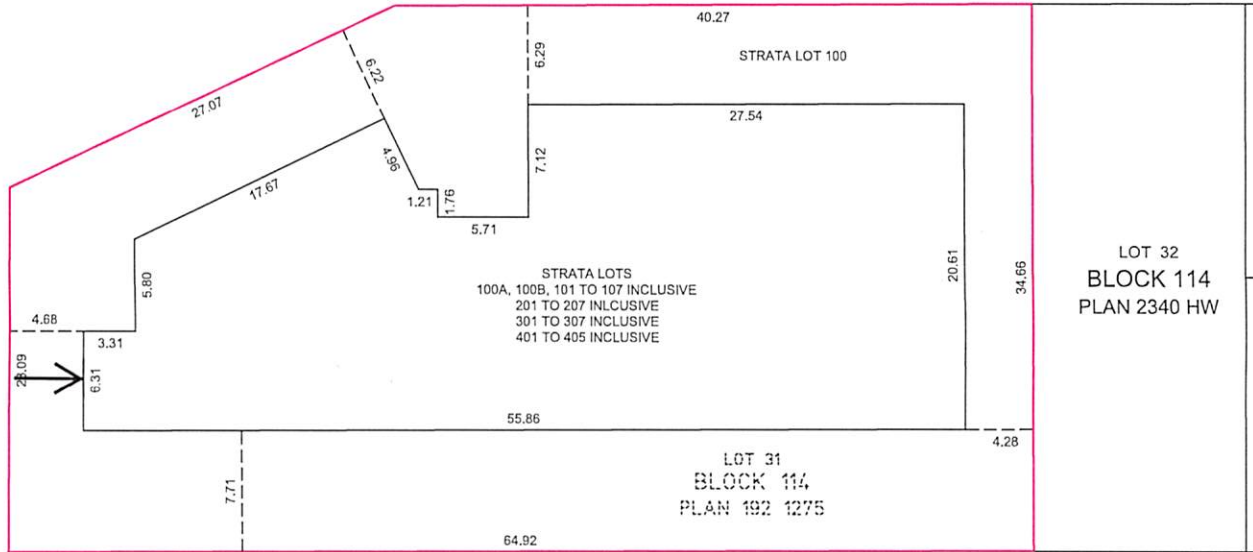 40.27
6.29
STRATA LOT 100
6.22
27.07
27.54
7.12
4.96
17.67
1.21
1.76
5.71
LOT 32
BLOCK 114
PLAN 2340 HW
20.61
34.66
STRATA LOTS
100A, 100B, 101 TO 107 INCLUSIVE
201 TO 207 INLCUSIVE
301 TO 307 INCLUSIVE
401 TO 405 INCLUSIVE
5.80
4.68
3.31
23.09
6.31
55.86
4.28
LOT 31
BLOCK 114
PLAN 192 1275
7.71
64.92